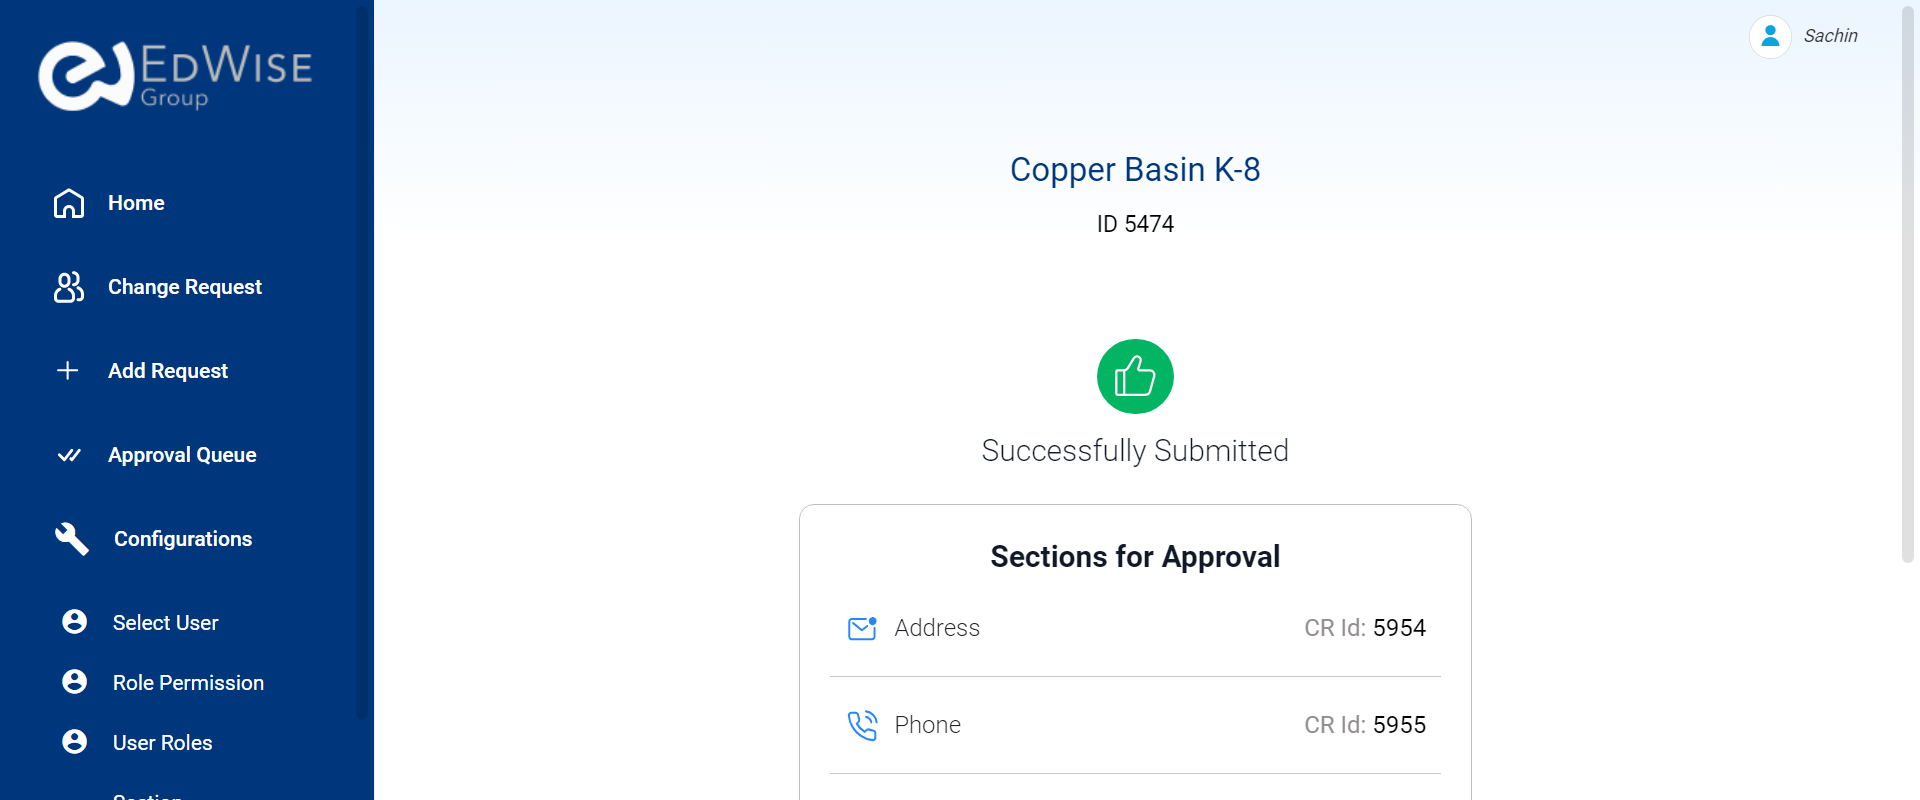 EDWISE
Group
Home
Change Request
Add Request
Approval Queue
Configurations
Select User
Role Permission
User Roles
Section
Sachin
Copper Basin K-8
ID 5474
Successfully Submitted
Sections for Approval
Address CR Id: 5954
Phone CR Id: 5955